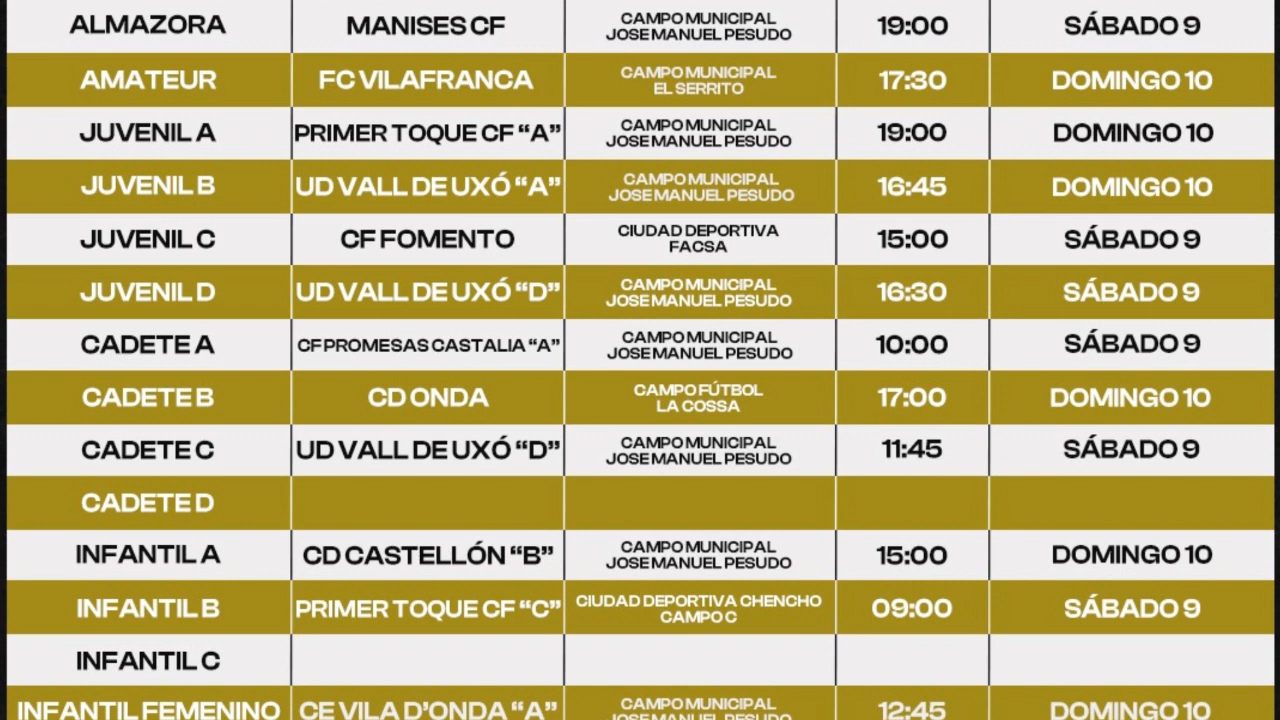 ALMAZORA
MANISES CF
CAMPO MUNICIPAL
JOSE MANUEL PESUDO
19:00
SÁBADO 9
AMATEUR
FC VILAFRANCA
CAMPO MUNICIPAL
EL SERRITO
17:30
DOMINGO 10
JUVENIL A
PRIMER TOQUE CF “A”
CAMPO MUNICIPAL
JOSE MANUEL PESUDO
19:00
DOMINGO 10
JUVENIL B
UD VALL DE UXÓ “A”
CAMPO MUNICIPAL
JOSE MANUEL PESUDO
16:45
DOMINGO 10
JUVENIL C
CF FOMENTO
CIUDAD DEPORTIVA
FACSA
15:00
SÁBADO 9
JUVENIL D
UD VALL DE UXÓ “D”
CAMPO MUNICIPAL
JOSE MANUEL PESUDO
16:30
SÁBADO 9
CADETE A
CF PROMESAS CASTALIA “A”
CAMPO MUNICIPAL
JOSE MANUEL PESUDO
10:00
SÁBADO 9
CADETE B
CD ONDA
CAMPO FÚTBOL
LA COSSA
17:00
DOMINGO 10
CADETE C
UD VALL DE UXÓ “D”
CAMPO MUNICIPAL
JOSE MANUEL PESUDO
11:45
SÁBADO 9
CADETE D
INFANTIL A
CD CASTELLÓN “B”
CAMPO MUNICIPAL
JOSE MANUEL PESUDO
15:00
DOMINGO 10
INFANTIL B
PRIMER TOQUE CF “C”
CIUDAD DEPORTIVA CHENCHO
CAMPO C
09:00
SÁBADO 9
INFANTIL C
INFANTIL FEMENINO
CE VILA D’ONDA “A”
CAMPO MUNICIPAL
JOSE MANUEL PESUDO
12:45
DOMINGO 10